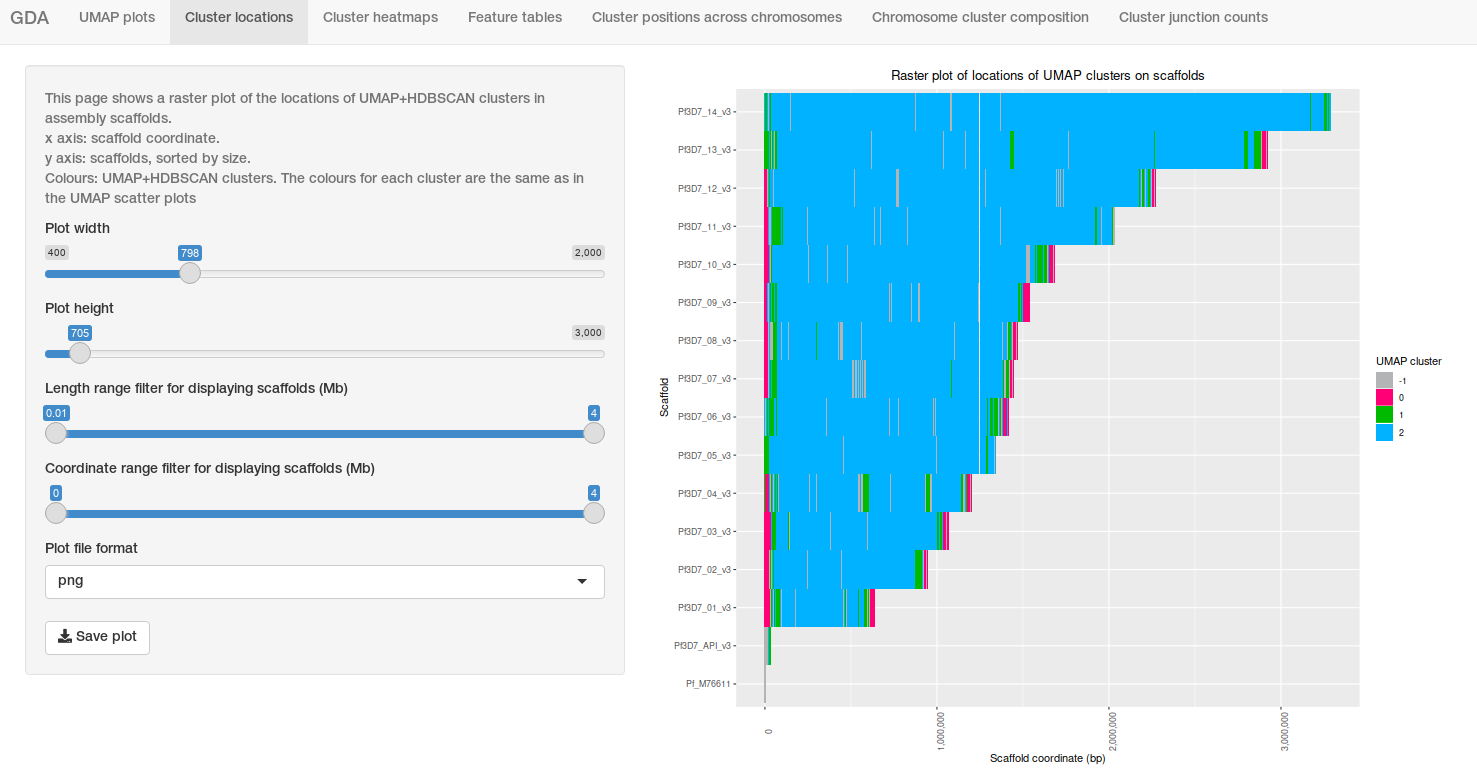 GDA UMAP plots Cluster locations Cluster heatmaps Feature tables Cluster positions across chromosomes Chromosome cluster composition Cluster junction counts
This page shows a raster plot of the locations of UMAP+HDBSCAN clusters in
assembly scaffolds.
x axis: scaffold coordinate.
y axis: scaffolds, sorted by size.
Colours: UMAP+HDBSCAN clusters. The colours for each cluster are the same as in
the UMAP scatter plots
Plot width
400 798 2,000
Plot height
705 3,000
Length range filter for displaying scaffolds (Mb)
0.01 4
Coordinate range filter for displaying scaffolds (Mb)
0 4
Plot file format
png
Save plot
Raster plot of locations of UMAP clusters on scaffolds
Scaffold
Pf3D7_14_v3
Pf3D7_13_v3
Pf3D7_12_v3
Pf3D7_11_v3
Pf3D7_10_v3
Pf3D7_09_v3
Pf3D7_08_v3
Pf3D7_07_v3
Pf3D7_06_v3
Pf3D7_05_v3
Pf3D7_04_v3
Pf3D7_03_v3
Pf3D7_02_v3
Pf3D7_01_v3
Pf3D7_API_v3
Pf_M76611
0 1,000,000 2,000,000 3,000,000
Scaffold coordinate (bp)
UMAP cluster
-1
0
1
2